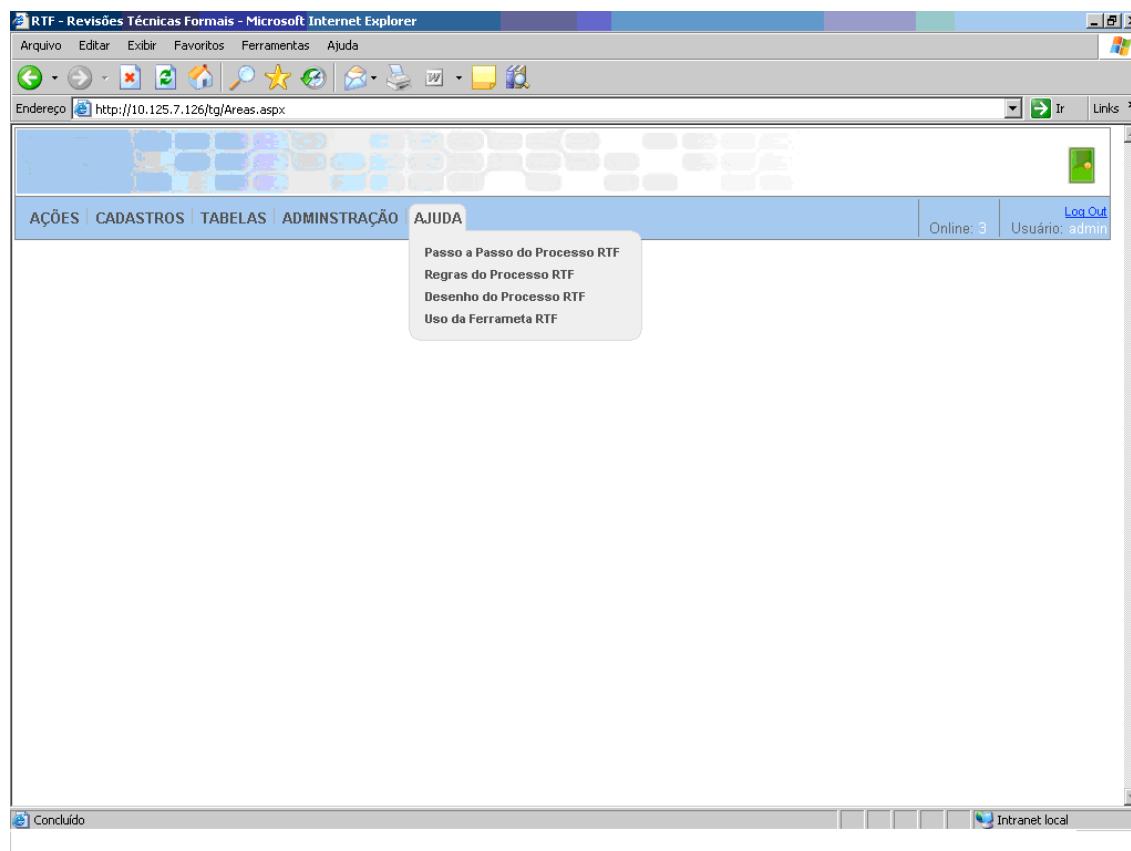 RTF - Revisões Técnicas Formais - Microsoft Internet Explorer
Arquivo Editar Exibir Favoritos Ferramentas Ajuda
Endereço http://10.125.7.126/tg/Areas.aspx Ir Links
Log Out
AÇÕES CADASTROS TABELAS ADMINSTRAÇÃO AJUDA Online: 3 Usuário: admin
Passo a Passo do Processo RTF
Regras do Processo RTF
Desenho do Processo RTF
Uso da Ferrameta RTF
Concluído Intranet local